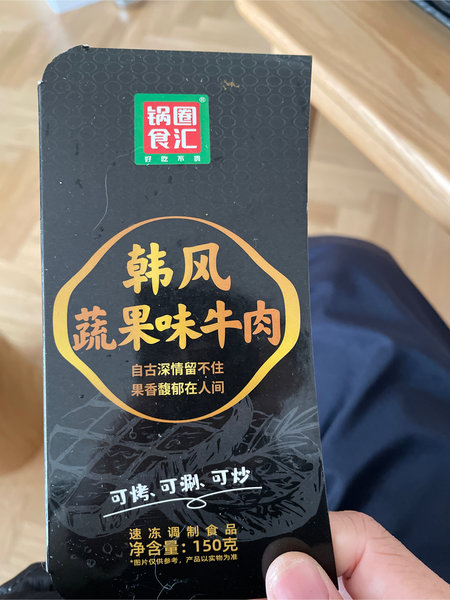 锅圈®
食汇
好吃不贵
韩风
蔬果味牛肉
自古深情留不住
果香馥郁在人间
可烤、可涮、可炒
速冻调制食品
净含量：150克
*图片仅供参考，产品以实物为准